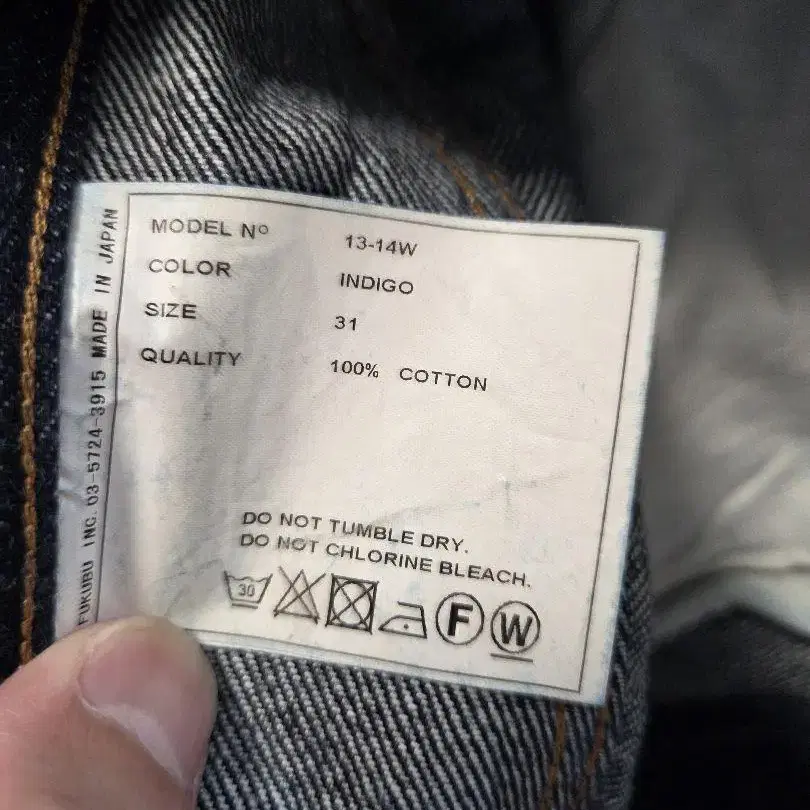 MODEL Nº 13-14W
COLOR INDIGO
SIZE 31
QUALITY 100% COTTON
DO NOT TUMBLE DRY.
DO NOT CHLORINE BLEACH.
30
F W
FUKUBU INC. 03-5724-3915 MADE IN JAPAN